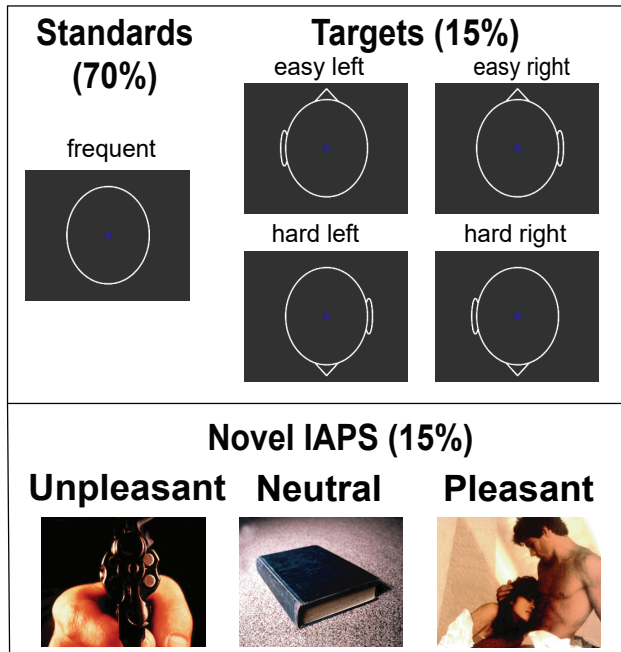 Standards
(70%)
frequent
Targets (15%)
easy left
easy right
hard left
hard right
Novel IAPS (15%)
Unpleasant
Neutral
Pleasant